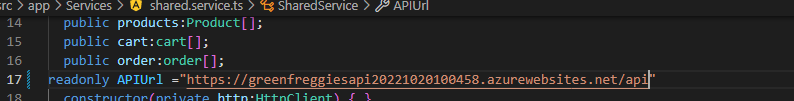 src > app > Services > shared.service.ts > SharedService > APIUrl
14 public products:Product[];
15 public cart:cart[];
16 public order:order[];
17 readonly APIUrl ="https://greenfreggiesapi20221020100458.azurewebsites.net/api"
18 constructor(private http:HttpClient) { }